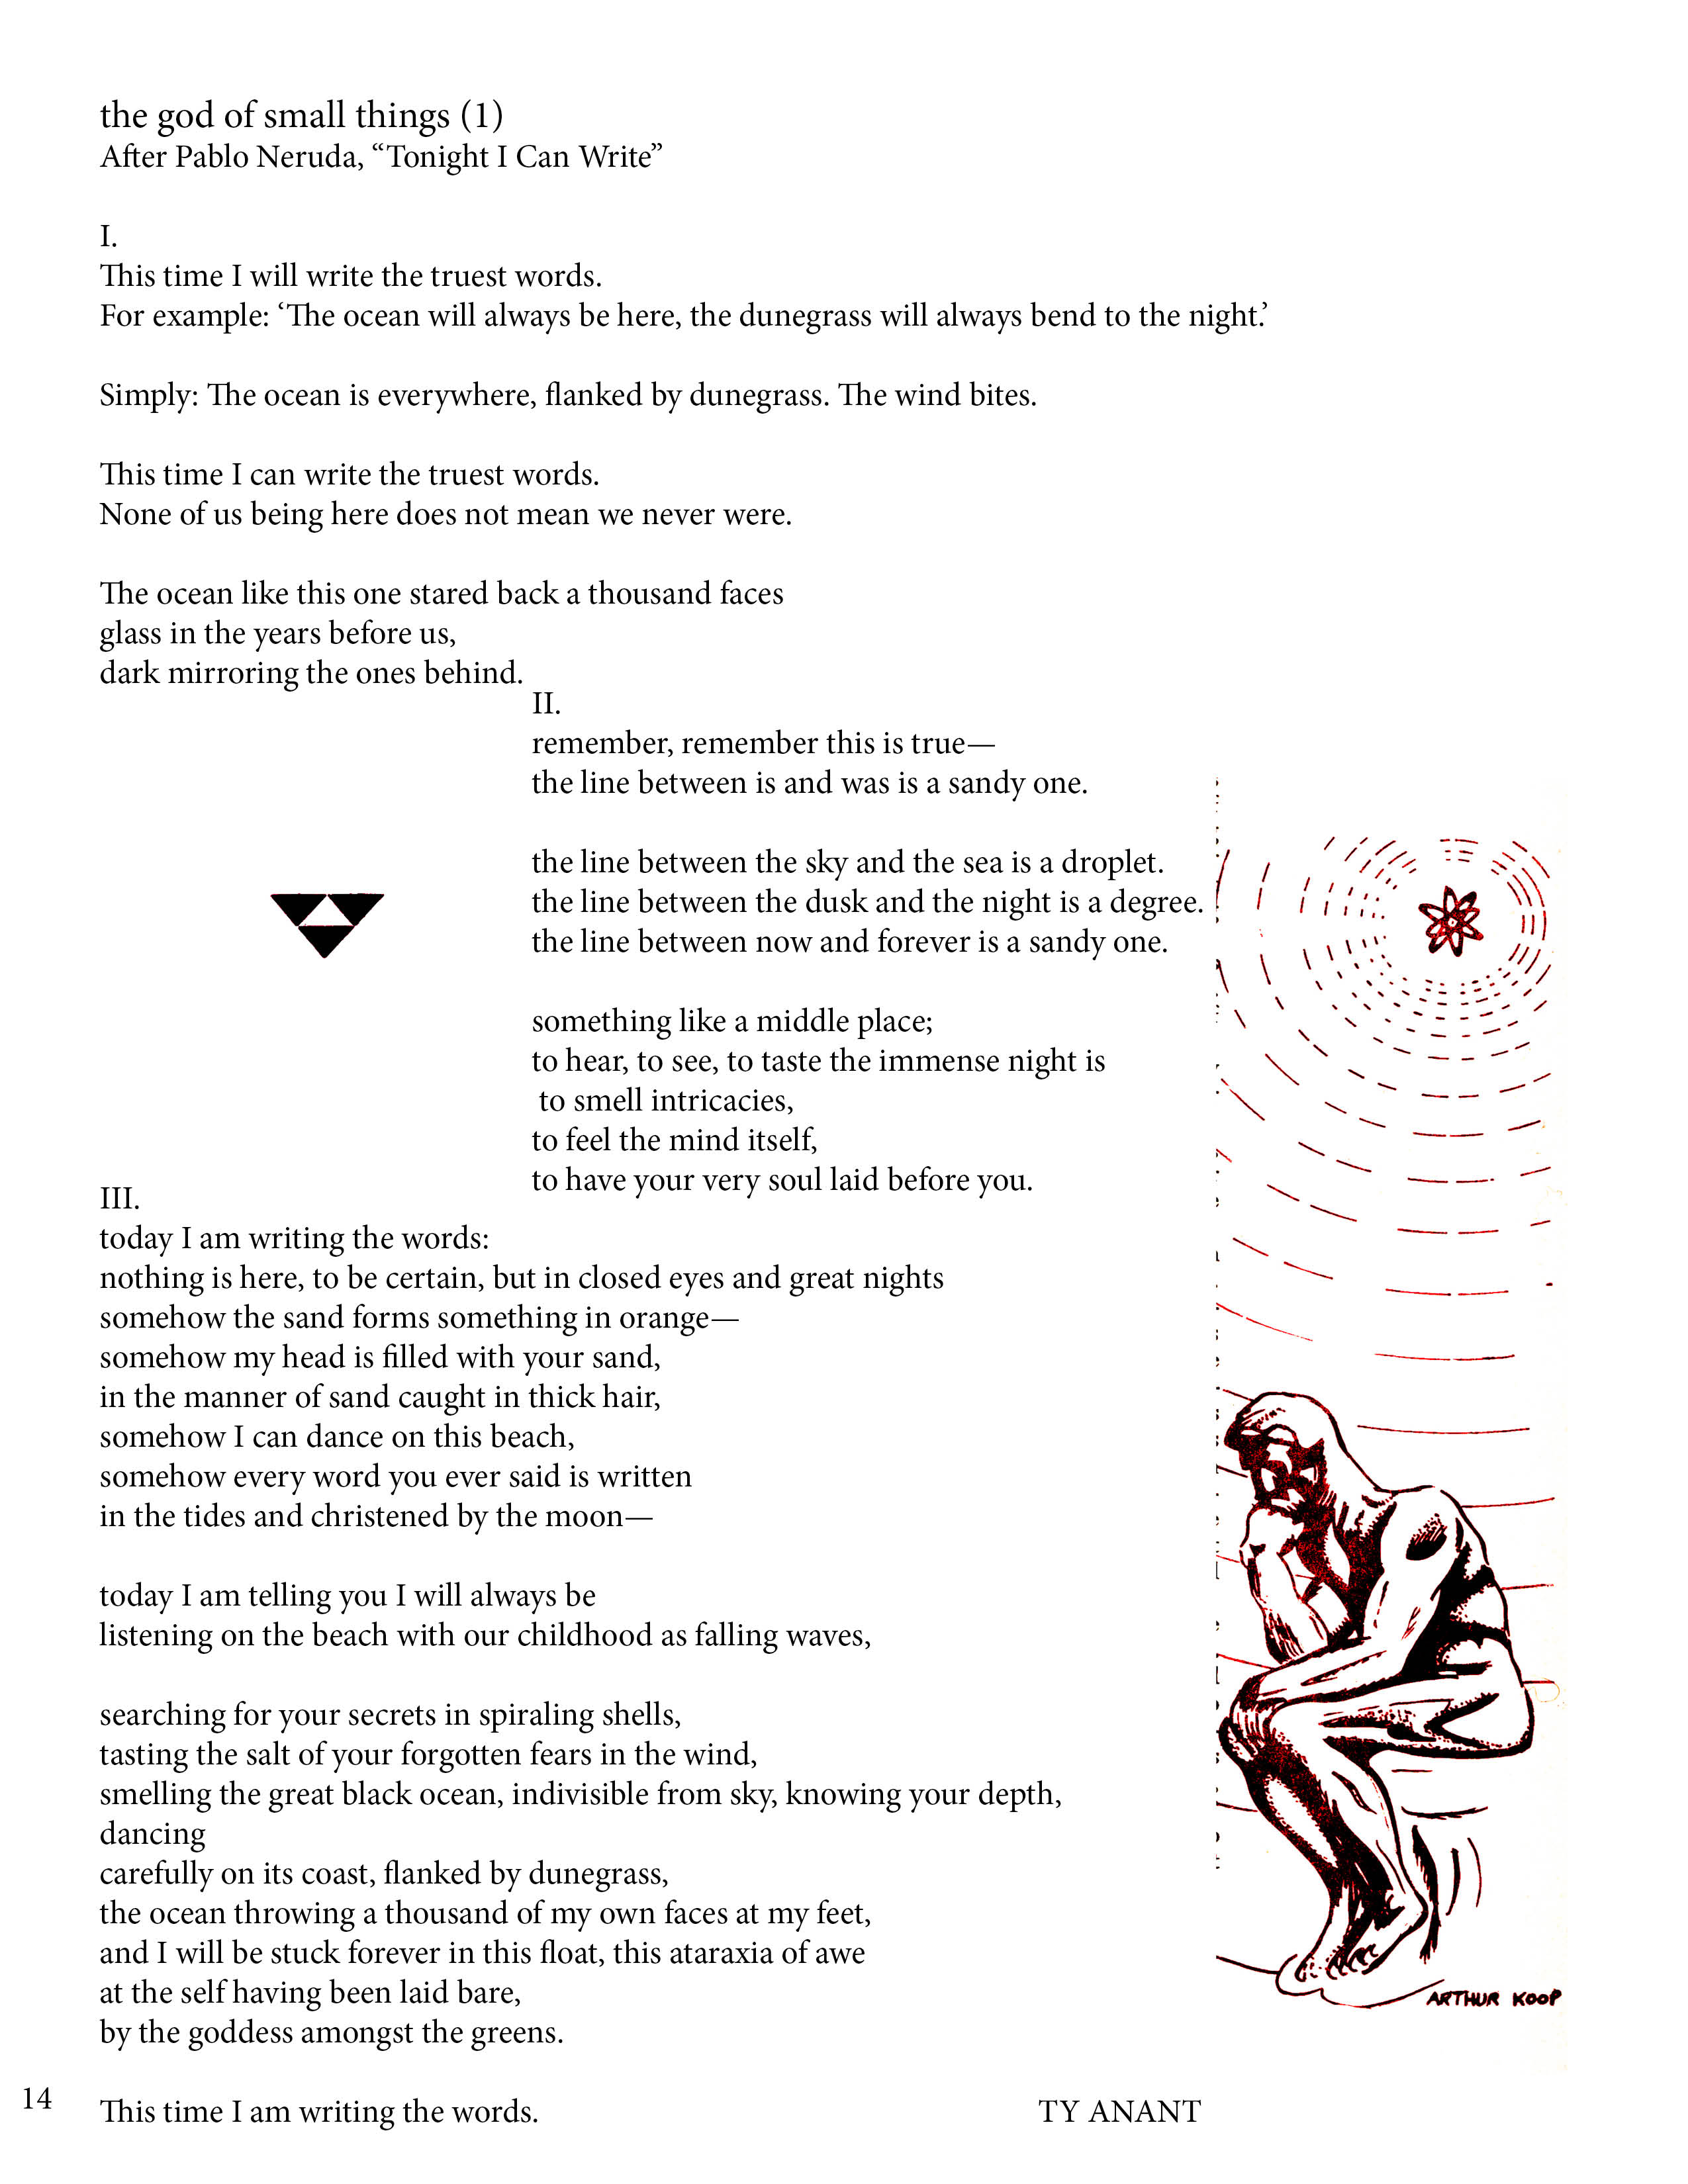 the god of small things (1)
After Pablo Neruda, “Tonight I Can Write”
I.
This time I will write the truest words.
For example: ‘The ocean will always be here, the dunegrass will always bend to the night.’
Simply: The ocean is everywhere, flanked by dunegrass. The wind bites.
This time I can write the truest words.
None of us being here does not mean we never were.
The ocean like this one stared back a thousand faces
glass in the years before us,
dark mirroring the ones behind.
II.
remember, remember this is true—
the line between is and was is a sandy one.
the line between the sky and the sea is a droplet.
the line between the dusk and the night is a degree.
the line between now and forever is a sandy one.
something like a middle place;
to hear, to see, to taste the immense night is
to smell intricacies,
to feel the mind itself,
to have your very soul laid before you.
III.
today I am writing the words:
nothing is here, to be certain, but in closed eyes and great nights
somehow the sand forms something in orange—
somehow my head is filled with your sand,
in the manner of sand caught in thick hair,
somehow I can dance on this beach,
somehow every word you ever said is written
in the tides and christened by the moon—
today I am telling you I will always be
listening on the beach with our childhood as falling waves,
searching for your secrets in spiraling shells,
tasting the salt of your forgotten fears in the wind,
smelling the great black ocean, indivisible from sky, knowing your depth,
dancing
carefully on its coast, flanked by dunegrass,
the ocean throwing a thousand of my own faces at my feet,
and I will be stuck forever in this float, this ataraxia of awe
at the self having been laid bare,
by the goddess amongst the greens.
This time I am writing the words.
TY ANANT
ARTHUR KOOP
14